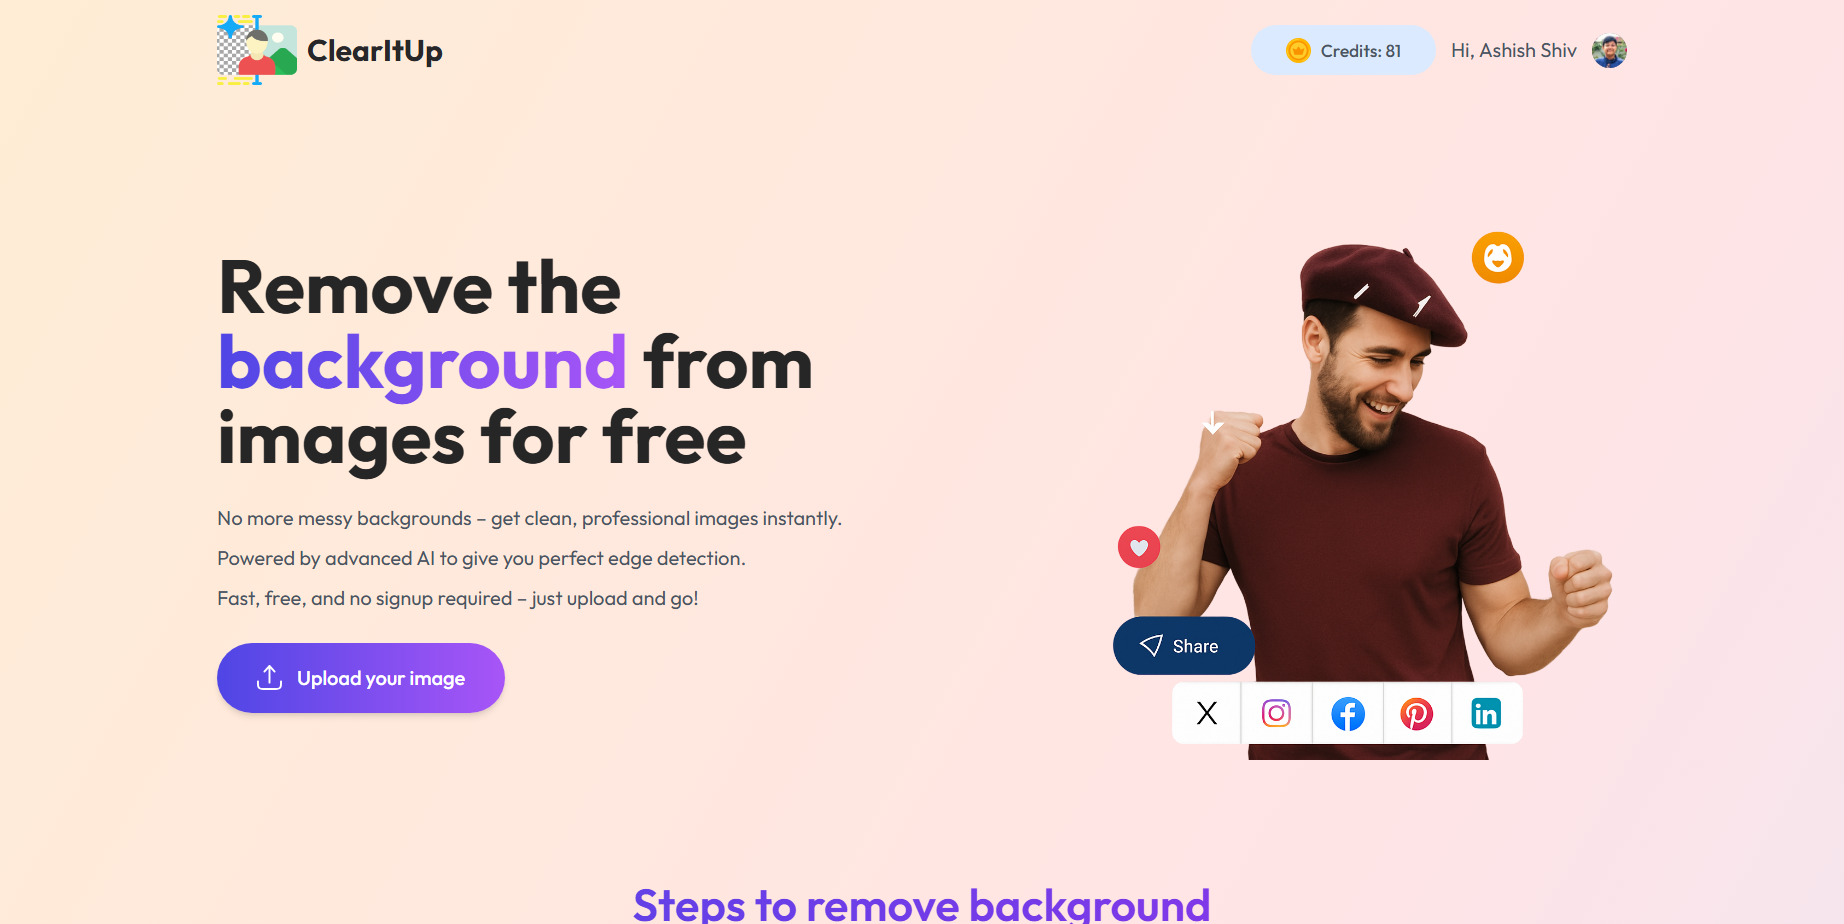 ClearItUp
Credits: 81
Hi, Ashish Shiv
Remove the
background from
images for free
No more messy backgrounds – get clean, professional images instantly.
Powered by advanced AI to give you perfect edge detection.
Fast, free, and no signup required – just upload and go!
Upload your image
Share
X
in
Steps to remove background